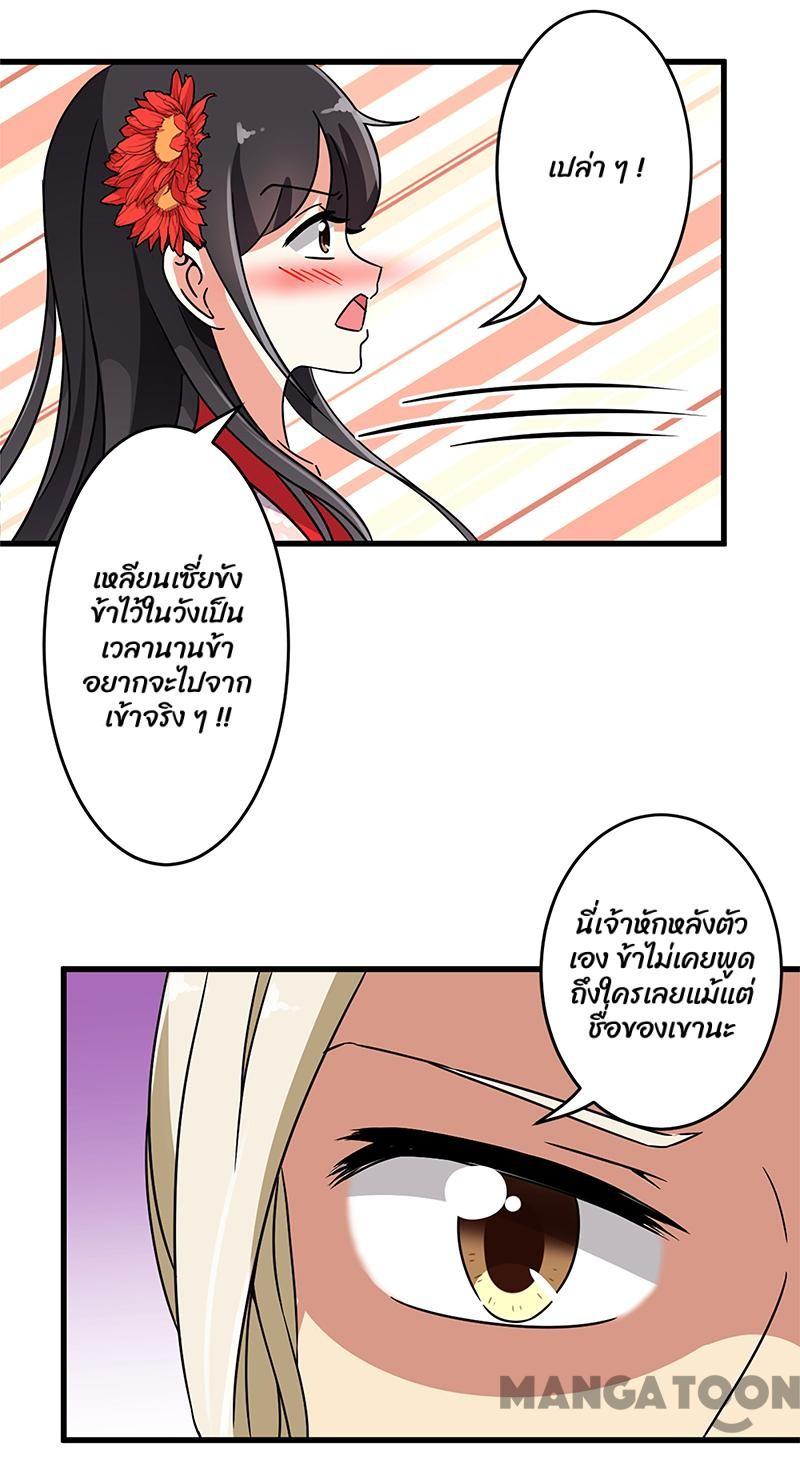 เปล่า ๆ !
เหลียนเซี่ยขัง
ข้าไว้ในวังเป็น
เวลานานข้า
อยากจะไปจาก
เข้าจริง ๆ !!
นี่เจ้าหักหลังตัว
เอง ข้าไม่เคยพูด
ถึงใครเลยแม้แต่
ชื่อของเขานะ
MANGATOON